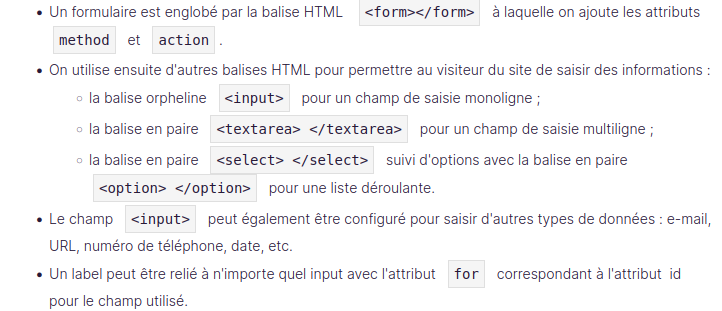 Un formulaire est englobé par la balise HTML <form></form> à laquelle on ajoute les attributs
method et action .
On utilise ensuite d'autres balises HTML pour permettre au visiteur du site de saisir des informations :
la balise orpheline <input> pour un champ de saisie monoligne ;
la balise en paire <textarea> </textarea> pour un champ de saisie multiligne ;
la balise en paire <select> </select> suivi d'options avec la balise en paire
<option> </option> pour une liste déroulante.
Le champ <input> peut également être configuré pour saisir d'autres types de données : e-mail,
URL, numéro de téléphone, date, etc.
Un label peut être relié à n'importe quel input avec l'attribut for correspondant à l'attribut id
pour le champ utilisé.